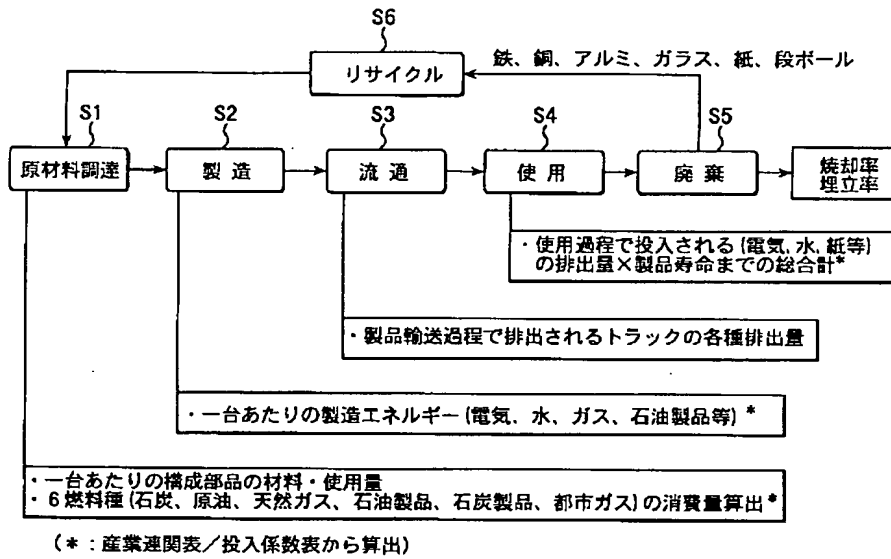 S6
リサイクル
鉄、銅、アルミ、ガラス、紙、段ボール
S1
S2
S3
S4
S5
原材料調達
製造
流通
使用
廃棄
焼却率
埋立率
・使用過程で投入される(電気,水,紙等)
の排出量×製品寿命までの総合計*
・製品輸送過程で排出されるトラックの各種排出量
・一台あたりの製造エネルギー(電気、水、ガス、石油製品等)*
・一台あたりの構成部品の材料・使用量
・6燃料種(石炭、原油、天然ガス、石油製品、石炭製品、都市ガス)の消費量算出*
(*:産業連関表/投入係数表から算出)